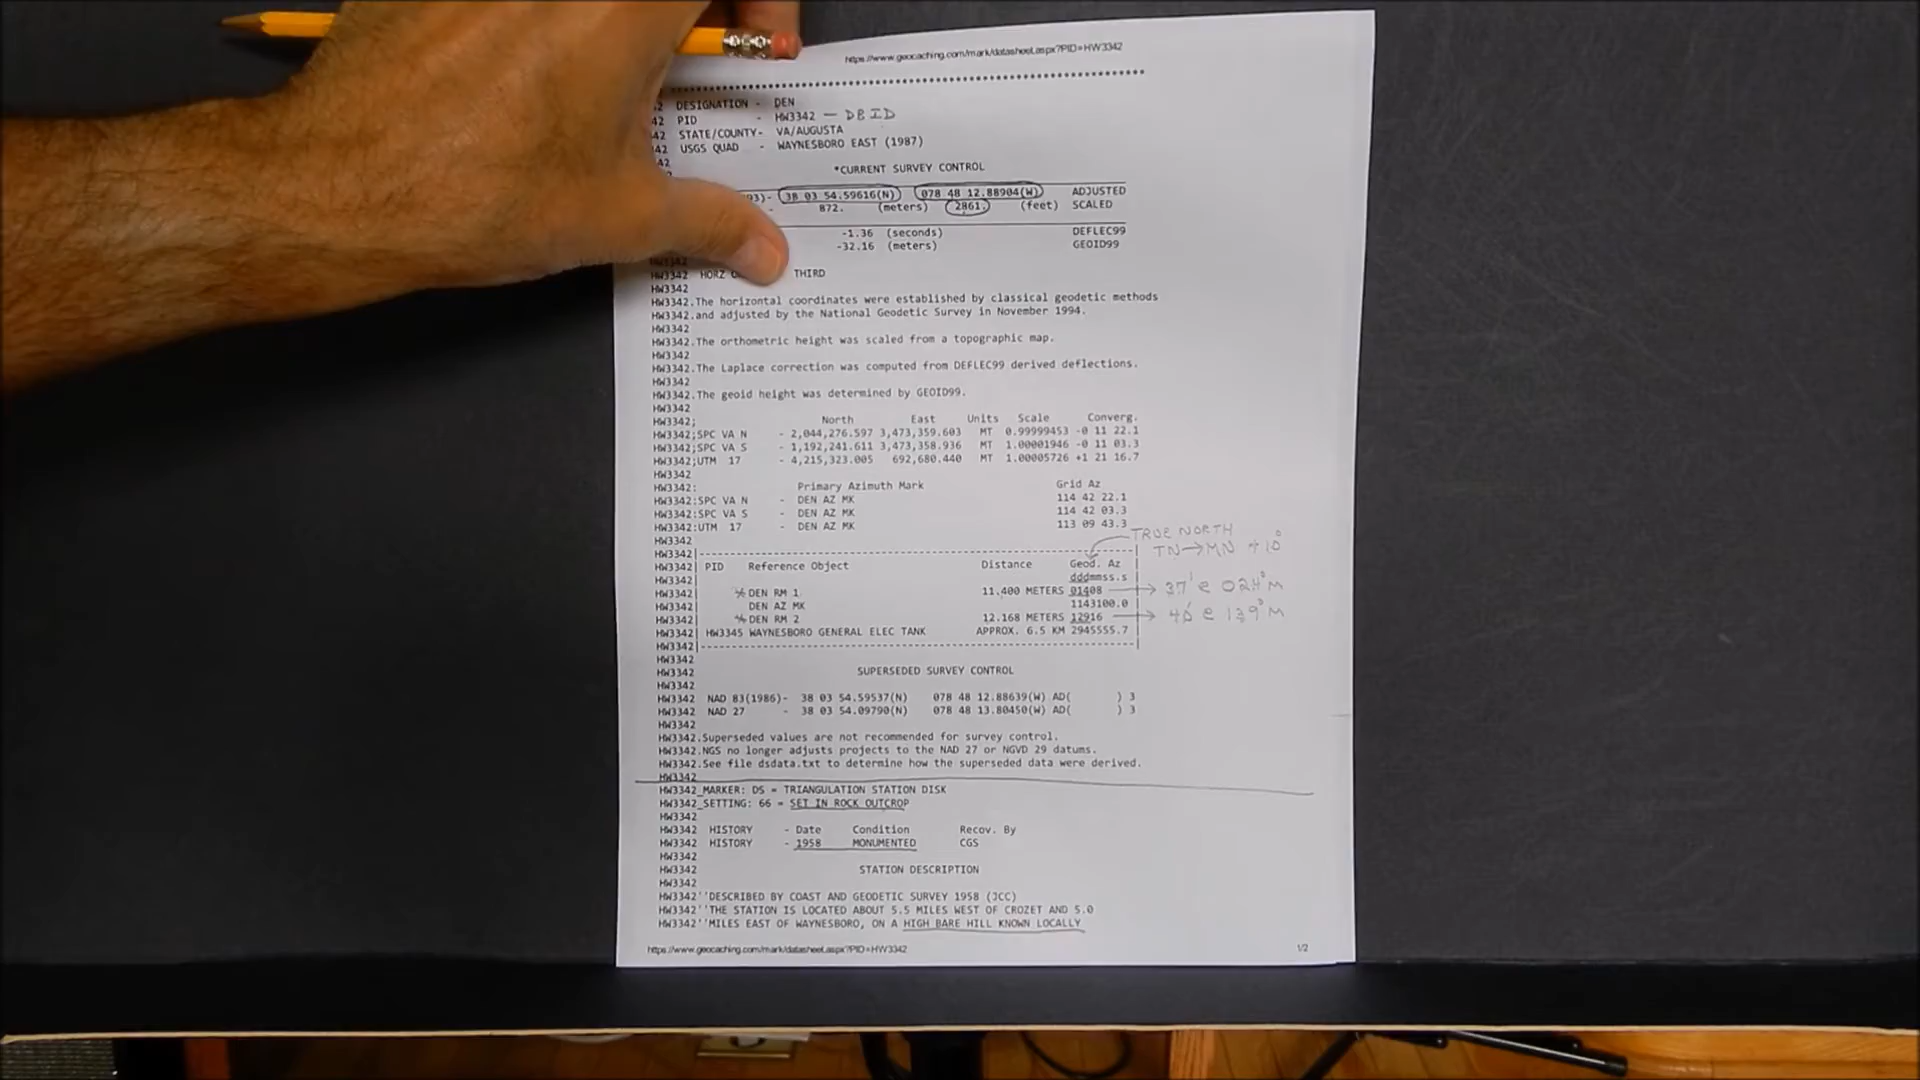 https://www.geocaching.com/mark/datasheet.aspx?PID=HW3342
2 DESIGNATION - DEN
42 PID - HW3342 — DBID
42 STATE/COUNTY- VA/AUGUSTA
42 USGS QUAD - WAYNESBORO EAST (1987)
42
*CURRENT SURVEY CONTROL
93)- 38 03 54.59616(N) 078 48 12.88904(W) ADJUSTED
- 872. (meters) 2861. (feet) SCALED
-1.36 (seconds) DEFLEC99
-32.16 (meters) GEOID99
HW3342
HW3342 HORZ THIRD
HW3342
HW3342.The horizontal coordinates were established by classical geodetic methods
HW3342.and adjusted by the National Geodetic Survey in November 1994.
HW3342
HW3342.The orthometric height was scaled from a topographic map.
HW3342
HW3342.The Laplace correction was computed from DEFLEC99 derived deflections.
HW3342
HW3342.The geoid height was determined by GEOID99.
HW3342
HW3342; North East Units Scale Converg.
HW3342;SPC VA N - 2,044,276.597 3,473,359.603 MT 0.99999453 -0 11 22.1
HW3342;SPC VA S - 1,192,241.611 3,473,358.936 MT 1.00001946 -0 11 03.3
HW3342;UTM 17 - 4,215,323.005 692,680.440 MT 1.00005726 +1 21 16.7
HW3342
HW3342: Primary Azimuth Mark Grid Az
HW3342:SPC VA N - DEN AZ MK 114 42 22.1
HW3342:SPC VA S - DEN AZ MK 114 42 03.3
HW3342:UTM 17 - DEN AZ MK 113 09 43.3
TRUE NORTH
HW3342
TN→MN +10°
HW3342|
HW3342| PID Reference Object Distance Geod. Az
HW3342| dddmmss.s
HW3342| DEN RM 1 11.400 METERS 01408 → 37' @ 024°M
HW3342| DEN AZ MK 1143100.0
HW3342| DEN RM 2 12.168 METERS 12916 → 40' @ 139°M
HW3342| HW3345 WAYNESBORO GENERAL ELEC TANK APPROX. 6.5 KM 2945555.7
HW3342|
HW3342
HW3342 SUPERSEDED SURVEY CONTROL
HW3342
HW3342 NAD 83(1986)- 38 03 54.59537(N) 078 48 12.88639(W) AD( ) 3
HW3342 NAD 27 - 38 03 54.09790(N) 078 48 13.80450(W) AD( ) 3
HW3342
HW3342.Superseded values are not recommended for survey control.
HW3342.NGS no longer adjusts projects to the NAD 27 or NGVD 29 datums.
HW3342.See file dsdata.txt to determine how the superseded data were derived.
HW3342
HW3342_MARKER: DS = TRIANGULATION STATION DISK
HW3342_SETTING: 66 = SET IN ROCK OUTCROP
HW3342
HW3342 HISTORY - Date Condition Recov. By
HW3342 HISTORY - 1958 MONUMENTED CGS
HW3342
HW3342 STATION DESCRIPTION
HW3342
HW3342''DESCRIBED BY COAST AND GEODETIC SURVEY 1958 (JCC)
HW3342''THE STATION IS LOCATED ABOUT 5.5 MILES WEST OF CROZET AND 5.0
HW3342''MILES EAST OF WAYNESBORO, ON A HIGH BARE HILL KNOWN LOCALLY
https://www.geocaching.com/mark/datasheet.aspx?PID=HW3342 1/2